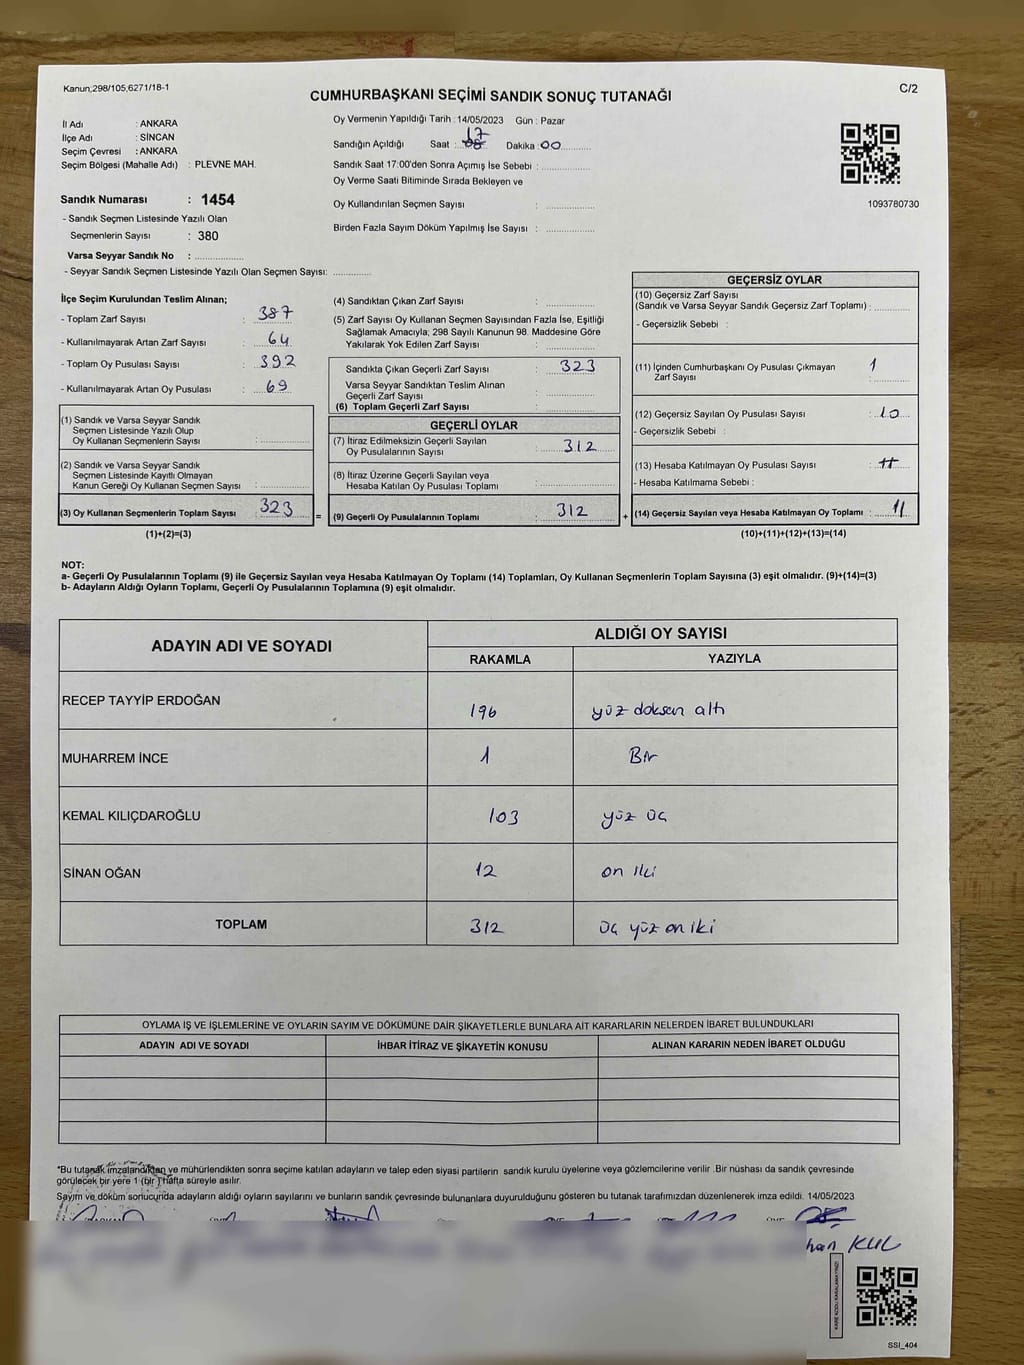 Kanun;298/105,6271/18-1
C/2
CUMHURBAŞKANI SEÇİMİ SANDIK SONUÇ TUTANAĞI
İl Adı : ANKARA
İlçe Adı : SİNCAN
Seçim Çevresi : ANKARA
Seçim Bölgesi (Mahalle Adı) : PLEVNE MAH.
Sandık Numarası : 1454
- Sandık Seçmen Listesinde Yazılı Olan
Seçmenlerin Sayısı : 380
Varsa Seyyar Sandık No : ..............
- Seyyar Sandık Seçmen Listesinde Yazılı Olan Seçmen Sayısı: ............
Oy Vermenin Yapıldığı Tarih : 14/05/2023 Gün : Pazar
Sandığın Açıldığı Saat : 17 Dakika : 00
Sandık Saat 17:00'den Sonra Açımış İse Sebebi : ..............
Oy Verme Saati Bitiminde Sırada Bekleyen ve
Oy Kullandırılan Seçmen Sayısı : ..............
Birden Fazla Sayım Döküm Yapılmış İse Sayısı : ..............
1093780730
İlçe Seçim Kurulundan Teslim Alınan;
- Toplam Zarf Sayısı : 387
- Kullanılmayarak Artan Zarf Sayısı : 64
- Toplam Oy Pusulası Sayısı : 392
- Kullanılmayarak Artan Oy Pusulası : 69
(1) Sandık ve Varsa Seyyar Sandık
Seçmen Listesinde Yazılı Olup
Oy Kullanan Seçmenlerin Sayısı : ..............
(2) Sandık ve Varsa Seyyar Sandık
Seçmen Listesinde Kayıtlı Olmayan
Kanun Gereği Oy Kullanan Seçmen Sayısı : ..............
(3) Oy Kullanan Seçmenlerin Toplam Sayısı : 323 =
(1)+(2)=(3)
(4) Sandıktan Çıkan Zarf Sayısı : ..............
(5) Zarf Sayısı Oy Kullanan Seçmen Sayısından Fazla İse, Eşitliği
Sağlamak Amacıyla; 298 Sayılı Kanunun 98. Maddesine Göre
Yakılarak Yok Edilen Zarf Sayısı : ..............
Sandıkta Çıkan Geçerli Zarf Sayısı : 323
Varsa Seyyar Sandıktan Teslim Alınan
Geçerli Zarf Sayısı : ..............
(6) Toplam Geçerli Zarf Sayısı : ..............
GEÇERLİ OYLAR
(7) İtiraz Edilmeksizin Geçerli Sayılan
Oy Pusulalarının Sayısı : 312
(8) İtiraz Üzerine Geçerli Sayılan veya
Hesaba Katılan Oy Pusulası Toplamı : ..............
(9) Geçerli Oy Pusulalarının Toplamı : 312 +
GEÇERSİZ OYLAR
(10) Geçersiz Zarf Sayısı
(Sandık ve Varsa Seyyar Sandık Geçersiz Zarf Toplamı) : ..............
- Geçersizlik Sebebi :
(11) İçinden Cumhurbaşkanı Oy Pusulası Çıkmayan
Zarf Sayısı : 1
(12) Geçersiz Sayılan Oy Pusulası Sayısı : 10
- Geçersizlik Sebebi :
(13) Hesaba Katılmayan Oy Pusulası Sayısı : 11
- Hesaba Katılmama Sebebi :
(14) Geçersiz Sayılan veya Hesaba Katılmayan Oy Toplamı : 11
(10)+(11)+(12)+(13)=(14)
NOT:
a- Geçerli Oy Pusulalarının Toplamı (9) ile Geçersiz Sayılan veya Hesaba Katılmayan Oy Toplamı (14) Toplamları, Oy Kullanan Seçmenlerin Toplam Sayısına (3) eşit olmalıdır. (9)+(14)=(3)
b- Adayların Aldığı Oyların Toplamı, Geçerli Oy Pusulalarının Toplamına (9) eşit olmalıdır.
ADAYIN ADI VE SOYADI
ALDIĞI OY SAYISI
RAKAMLA YAZIYLA
RECEP TAYYİP ERDOĞAN 196 yüz doksan altı
MUHARREM İNCE 1 Bir
KEMAL KILIÇDAROĞLU 103 yüz üç
SİNAN OĞAN 12 on iki
TOPLAM 312 üç yüz on iki
OYLAMA İŞ VE İŞLEMLERİNE VE OYLARIN SAYIM VE DÖKÜMÜNE DAİR ŞİKAYETLERLE BUNLARA AİT KARARLARIN NELERDEN İBARET BULUNDUKLARI
ADAYIN ADI VE SOYADI İHBAR İTİRAZ VE ŞİKAYETİN KONUSU ALINAN KARARIN NEDEN İBARET OLDUĞU
*Bu tutanak imzalandıktan ve mühürlendikten sonra seçime katılan adayların ve talep eden siyasi partilerin sandık kurulu üyelerine veya gözlemcilerine verilir .Bir nüshası da sandık çevresinde
görülecek bir yere 1 (bir) hafta süreyle asılır.
Sayım ve döküm sonucunda adayların aldığı oyların sayılarını ve bunların sandık çevresinde bulunanlara duyurulduğunu gösteren bu tutanak tarafımızdan düzenlenerek imza edildi. 14/05/2023
KUL
KARE KODU KARALAMAYINIZ!
SSI_404